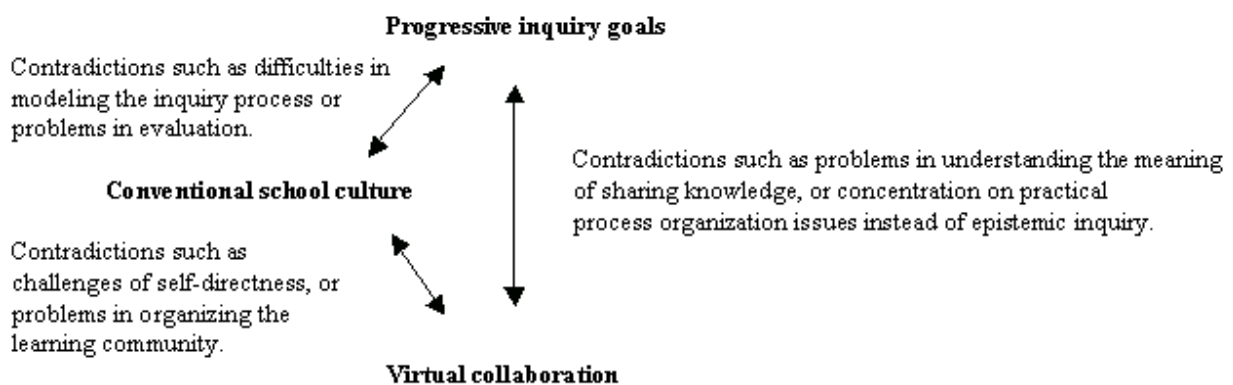 Progressive inquiry goals
Contradictions such as difficulties in
modeling the inquiry process or
problems in evaluation.
Contradictions such as problems in understanding the meaning
of sharing knowledge, or concentration on practical
process organization issues instead of epistemic inquiry.
Conventional school culture
Contradictions such as
challenges of self-directness, or
problems in organizing the
learning community.
Virtual collaboration